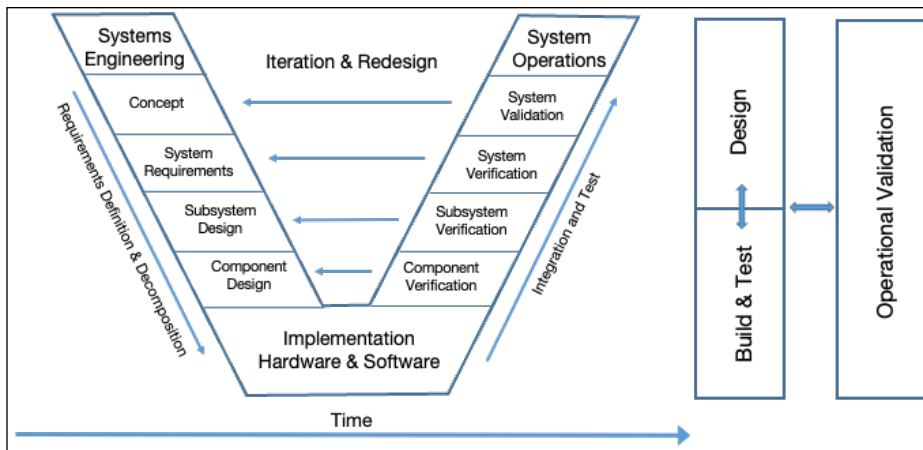 Systems
Engineering
Concept
System
Requirements
Subsystem
Design
Component
Design
Requirements Definition & Decomposition
Iteration & Redesign
System
Operations
System
Validation
System
Verification
Subsystem
Verification
Component
Verification
Integration and Test
Implementation
Hardware & Software
Time
Design
Build & Test
Operational Validation